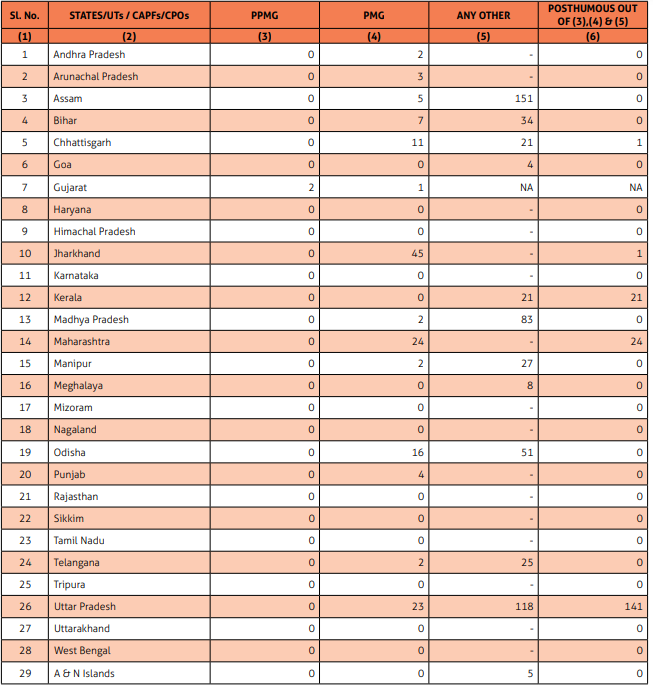 SL No. STATES/UTs / CAPFs/CPOs PPMG PMG ANY OTHER POSTHUMOUS OUT
OF (3),(4) & (5)
(1) (2) (3) (4) (5) (6)
1 Andhra Pradesh 0 2 - 0
2 Arunachal Pradesh 0 3 - 0
3 Assam 0 5 151 0
4 Bihar 0 7 34 0
5 Chhattisgarh 0 11 21 1
6 Goa 0 0 4 0
7 Gujarat 2 1 NA NA
8 Haryana 0 0 - 0
9 Himachal Pradesh 0 0 - 0
10 Jharkhand 0 45 - 1
11 Karnataka 0 0 - 0
12 Kerala 0 0 21 21
13 Madhya Pradesh 0 2 83 0
14 Maharashtra 0 24 - 24
15 Manipur 0 2 27 0
16 Meghalaya 0 0 8 0
17 Mizoram 0 0 - 0
18 Nagaland 0 0 - 0
19 Odisha 0 16 51 0
20 Punjab 0 4 - 0
21 Rajasthan 0 0 - 0
22 Sikkim 0 0 - 0
23 Tamil Nadu 0 0 - 0
24 Telangana 0 2 25 0
25 Tripura 0 0 - 0
26 Uttar Pradesh 0 23 118 141
27 Uttarakhand 0 0 - 0
28 West Bengal 0 0 - 0
29 A & N Islands 0 0 5 0